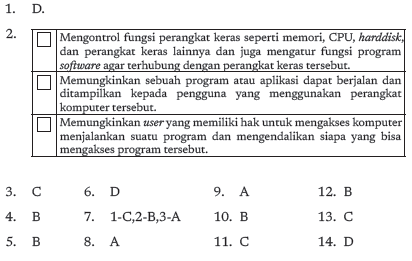 1. D.
2. Mengontrol fungsi perangkat keras seperti memori, CPU, harddisk,
dan perangkat keras lainnya dan juga mengatur fungsi program
software agar terhubung dengan perangkat keras tersebut.
Memungkinkan sebuah program atau aplikasi dapat berjalan dan
ditampilkan kepada pengguna yang menggunakan perangkat
komputer tersebut.
Memungkinkan user yang memiliki hak untuk mengakses komputer
menjalankan suatu program dan mengendalikan siapa yang bisa
mengakses program tersebut.
3. C 6. D 9. A 12. B
4. B 7. 1-C,2-B,3-A 10. B 13. C
5. B 8. A 11. C 14. D